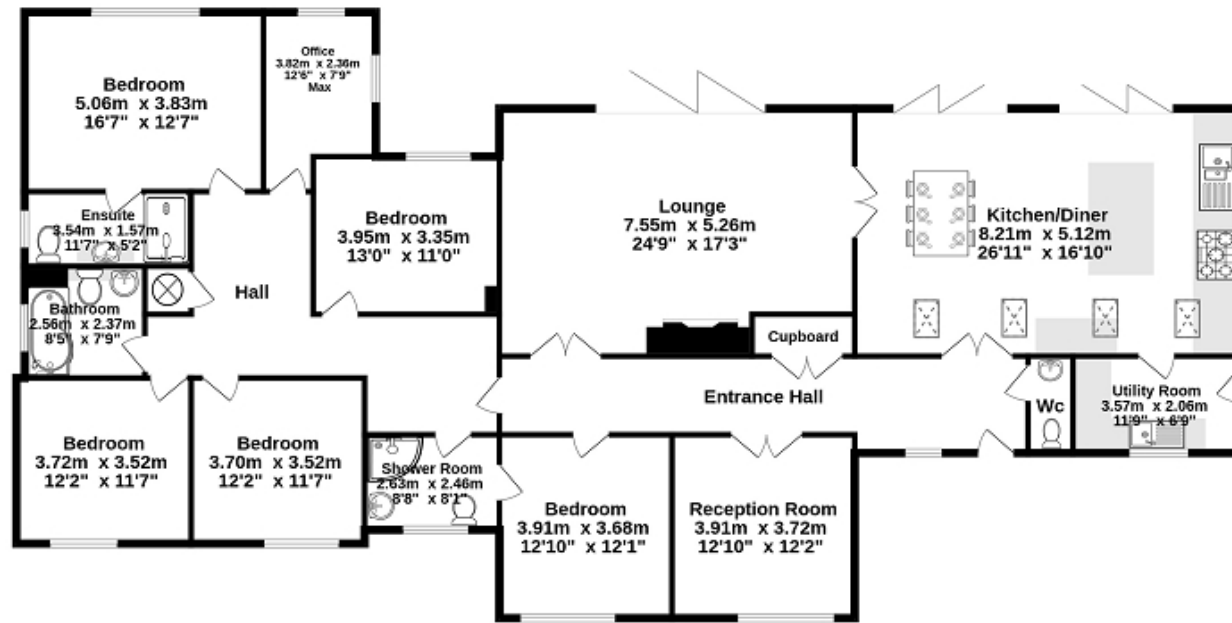 Office
3.82m x 2.36m
12'6" x 7'9"
Max
Bedroom
5.06m x 3.83m
16'7" x 12'7"
Ensuite
3.54m x 1.57m
11'7" x 5'2"
Bedroom
3.95m x 3.35m
13'0" x 11'0"
Lounge
7.55m x 5.26m
24'9" x 17'3"
Kitchen/Diner
8.21m x 5.12m
26'11" x 16'10"
Hall
Bathroom
2.56m x 2.37m
8'5" x 7'9"
Cupboard
Entrance Hall
Wc
Utility Room
3.57m x 2.06m
11'9" x 6'9"
Bedroom
3.72m x 3.52m
12'2" x 11'7"
Bedroom
3.70m x 3.52m
12'2" x 11'7"
Shower Room
2.63m x 2.46m
8'8" x 8'1"
Bedroom
3.91m x 3.68m
12'10" x 12'1"
Reception Room
3.91m x 3.72m
12'10" x 12'2"